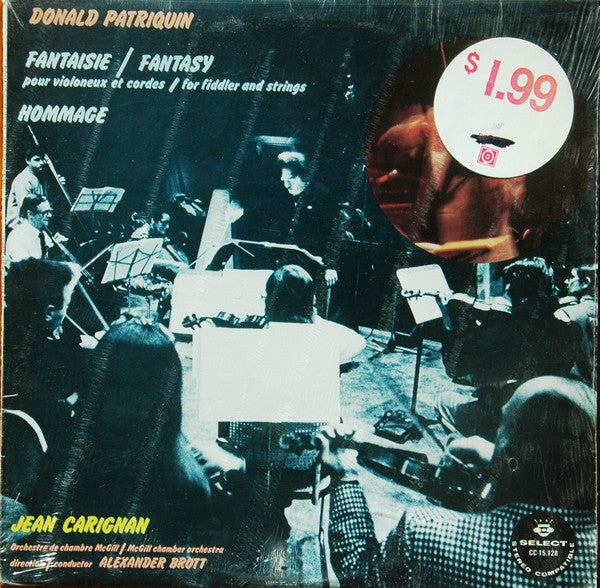 DONALD PATRIQUIN
FANTAISIE / FANTASY
pour violoneux et cordes / for fiddler and strings
HOMMAGE
$1.99
JEAN CARIGNAN
Orchestre de chambre McGill / McGill chamber orchestra
direction / conductor ALEXANDER BROTT
SELECT
CC-15.128
STEREO COMPATIBLE